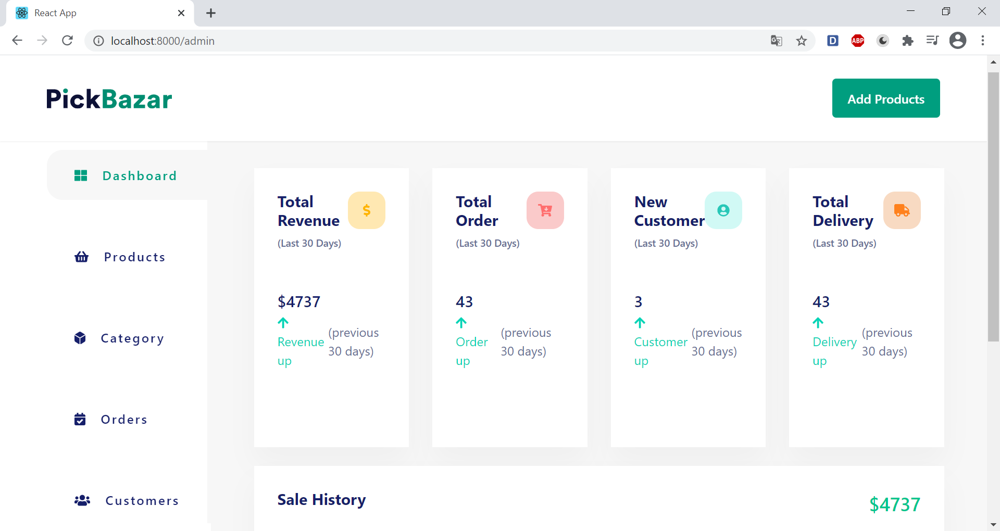 React App
localhost:8000/admin
D
ABP
PickBazar
Add Products
Dashboard
Products
Category
Orders
Customers
Total
Revenue
$
(Last 30 Days)
$4737
Revenue
up
(previous
30 days)
Total
Order
(Last 30 Days)
43
Order
up
(previous
30 days)
New
Customer
(Last 30 Days)
3
Customer
up
(previous
30 days)
Total
Delivery
(Last 30 Days)
43
Delivery
up
(previous
30 days)
Sale History
$4737